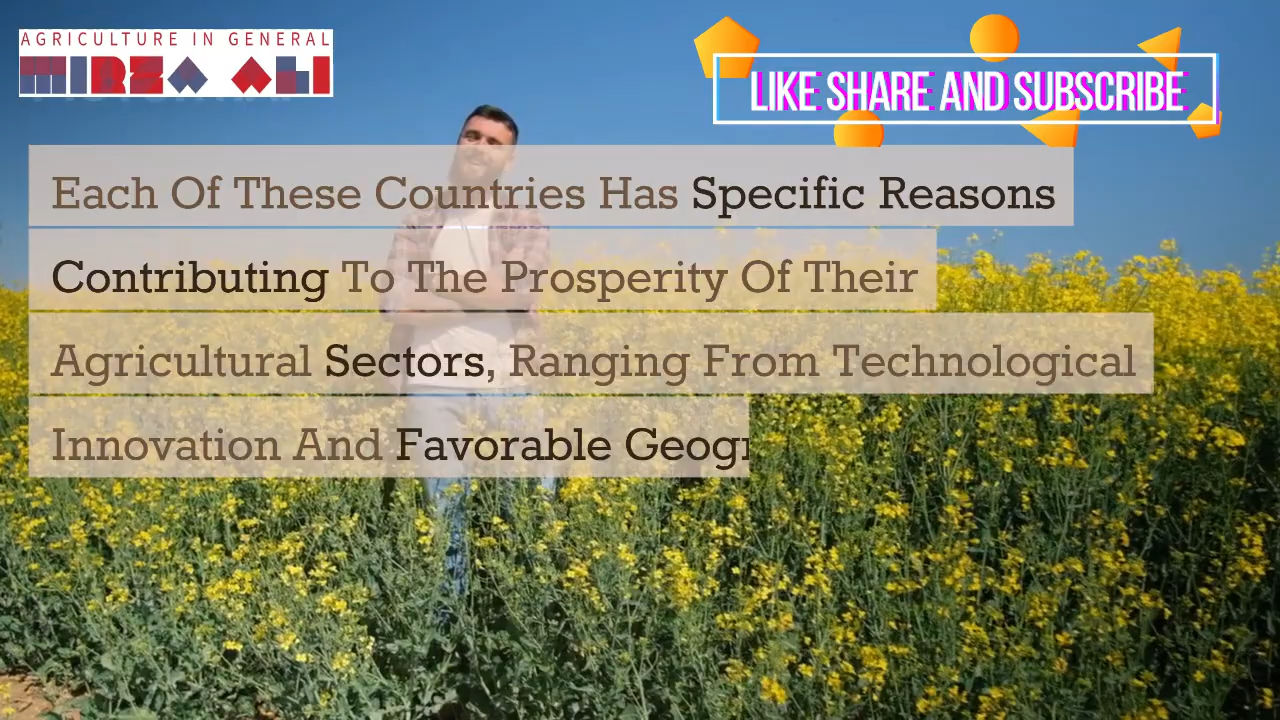 AGRICULTURE IN GENERAL
MIRZA ALI
LIKE SHARE AND SUBSCRIBE
Each Of These Countries Has Specific Reasons
Contributing To The Prosperity Of Their
Agricultural Sectors, Ranging From Technological
Innovation And Favorable